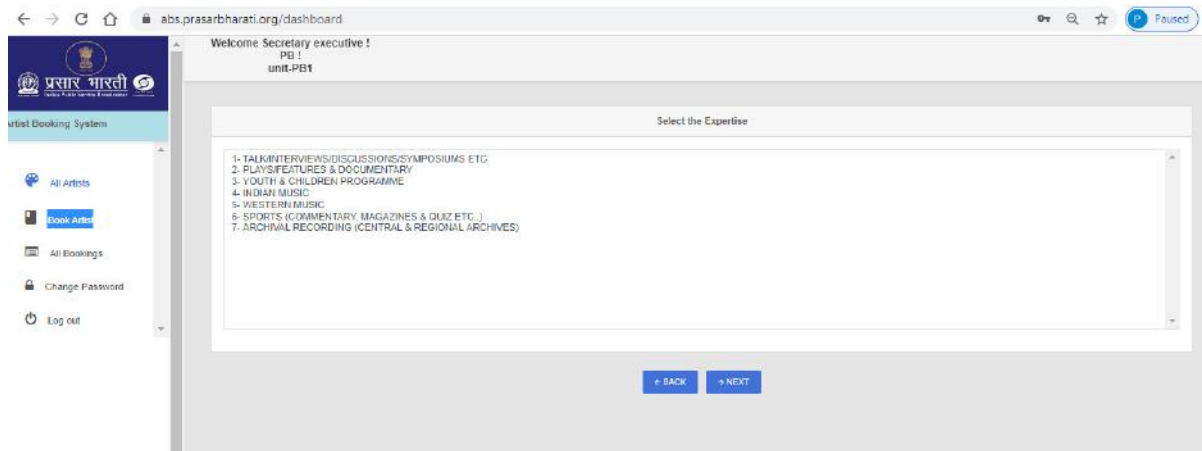 abs.prasarbharati.org/dashboard
P Paused
Welcome Secretary executive !
PB !
unit-PB1
प्रसार भारती
Artist Booking System
Select the Expertise
1- TALK/INTERVIEWS/DISCUSSIONS/SYMPOSIUMS ETC
2- PLAYS/FEATURES & DOCUMENTARY
3- YOUTH & CHILDREN PROGRAMME
4- INDIAN MUSIC
5- WESTERN MUSIC
6- SPORTS (COMMENTARY, MAGAZINES & QUIZ ETC..)
7- ARCHIVAL RECORDING (CENTRAL & REGIONAL ARCHIVES)
All Artists
Book Artist
All Bookings
Change Password
Log out
← BACK
→ NEXT